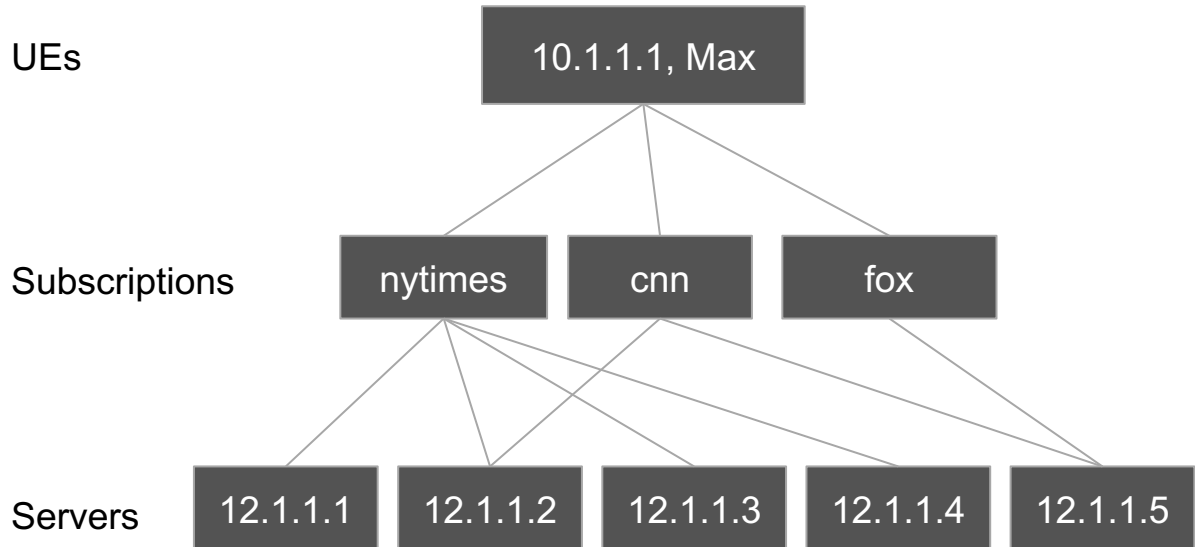 UEs
10.1.1.1, Max
Subscriptions
nytimes
cnn
fox
Servers
12.1.1.1
12.1.1.2
12.1.1.3
12.1.1.4
12.1.1.5